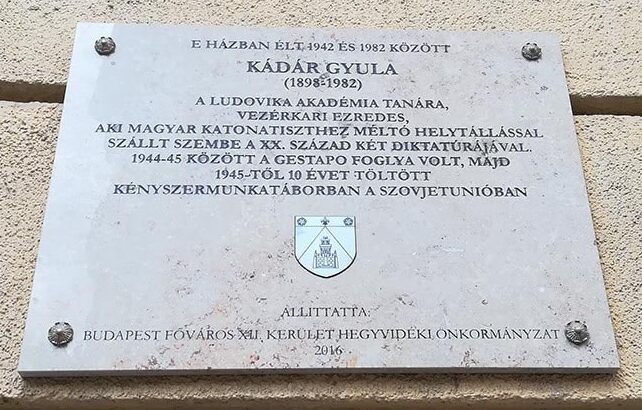 E HÁZBAN ÉLT 1942 ÉS 1982 KÖZÖTT
KÁDÁR GYULA
(1898-1982)
A LUDOVIKA AKADÉMIA TANÁRA,
VEZÉRKARI EZREDES,
AKI MAGYAR KATONATISZTHEZ MÉLTÓ HELYTÁLLÁSSAL
SZÁLLT SZEMBE A XX. SZÁZAD KÉT DIKTATÚRÁJÁVAL.
1944-45 KÖZÖTT A GESTAPO FOGLYA VOLT, MAJD
1945-TŐL 10 ÉVET TÖLTÖTT
KÉNYSZERMUNKATÁBORBAN A SZOVJETUNIÓBAN
ÁLLÍTTATTA:
BUDAPEST FŐVÁROS XII. KERÜLET HEGYVIDÉKI ÖNKORMÁNYZAT
2016